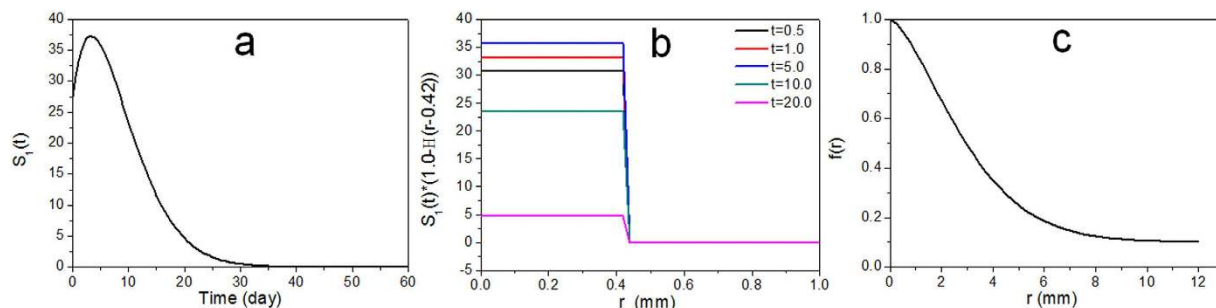 a
S₁(t)
40
35
30
25
20
15
10
5
0
0 10 20 30 40 50 60
Time (day)
b
S₁(t)*(1.0-H(r-0.42))
40
35
30
25
20
15
10
5
0
-5
0.0 0.2 0.4 0.6 0.8 1.0
r (mm)
t=0.5
t=1.0
t=5.0
t=10.0
t=20.0
c
f(r)
1.0
0.8
0.6
0.4
0.2
0.0
0 2 4 6 8 10 12
r (mm)